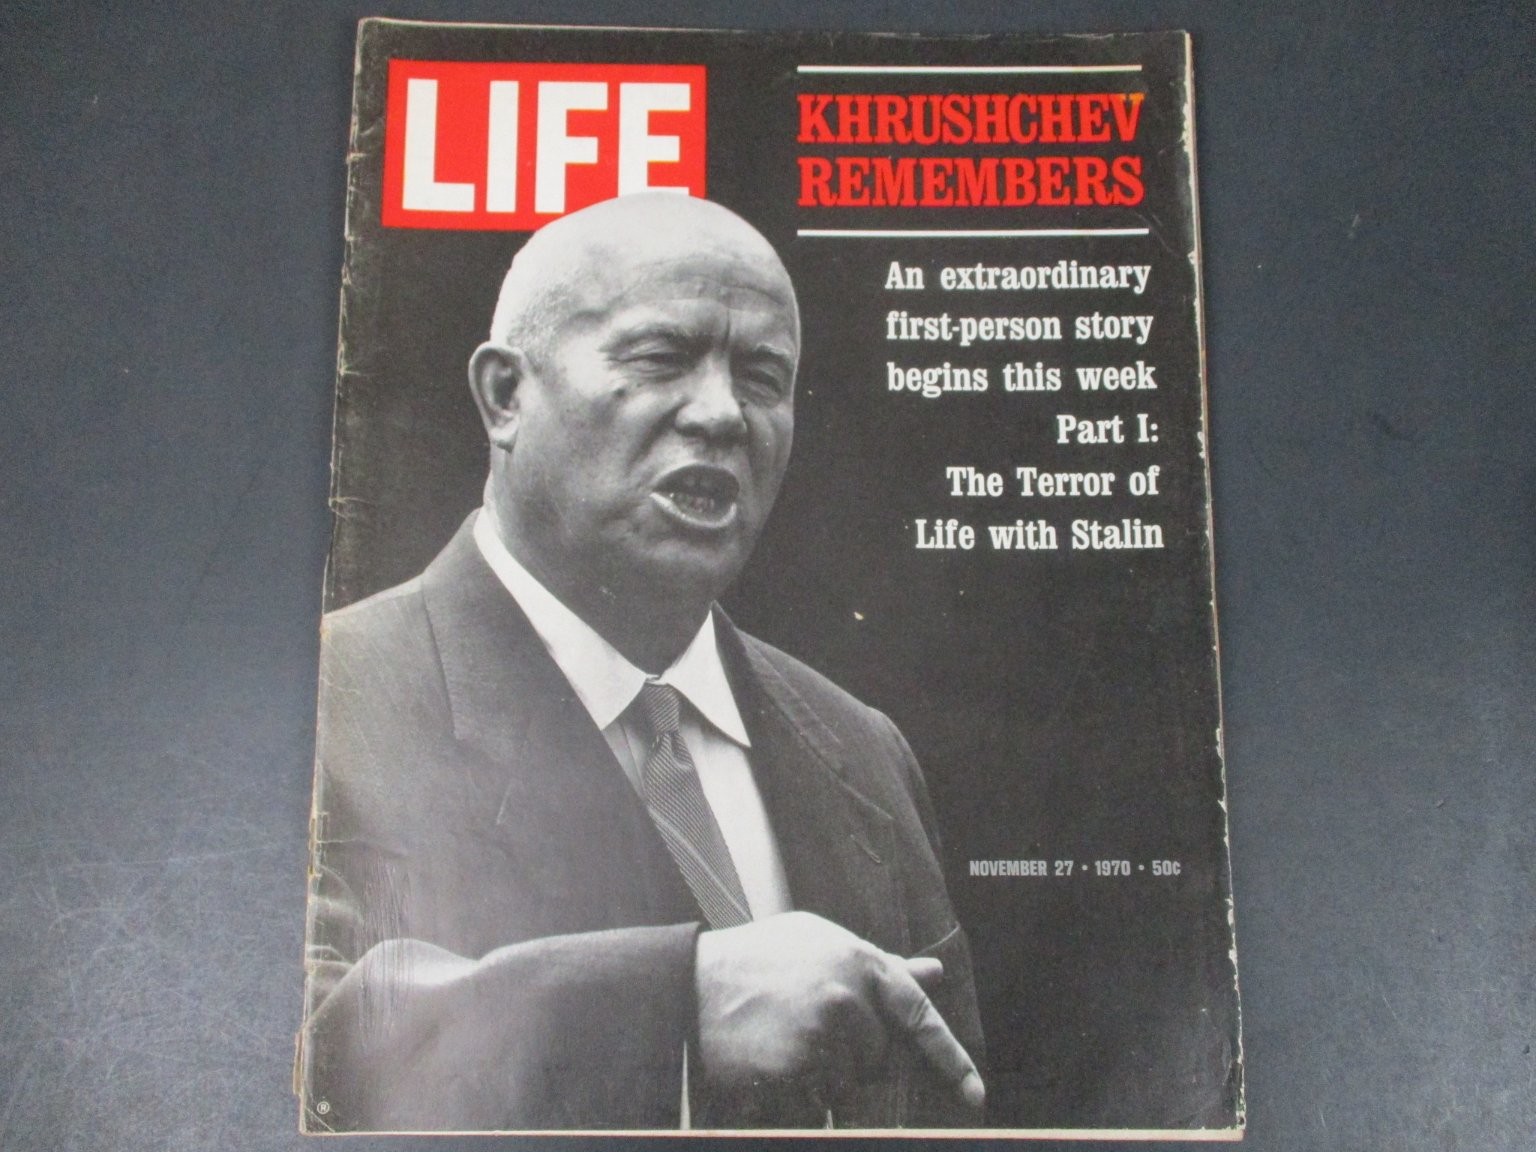 LIFE
KHRUSHCHEV
REMEMBERS
An extraordinary
first-person story
begins this week
Part I:
The Terror of
Life with Stalin
NOVEMBER 27 • 1970 • 50¢
®